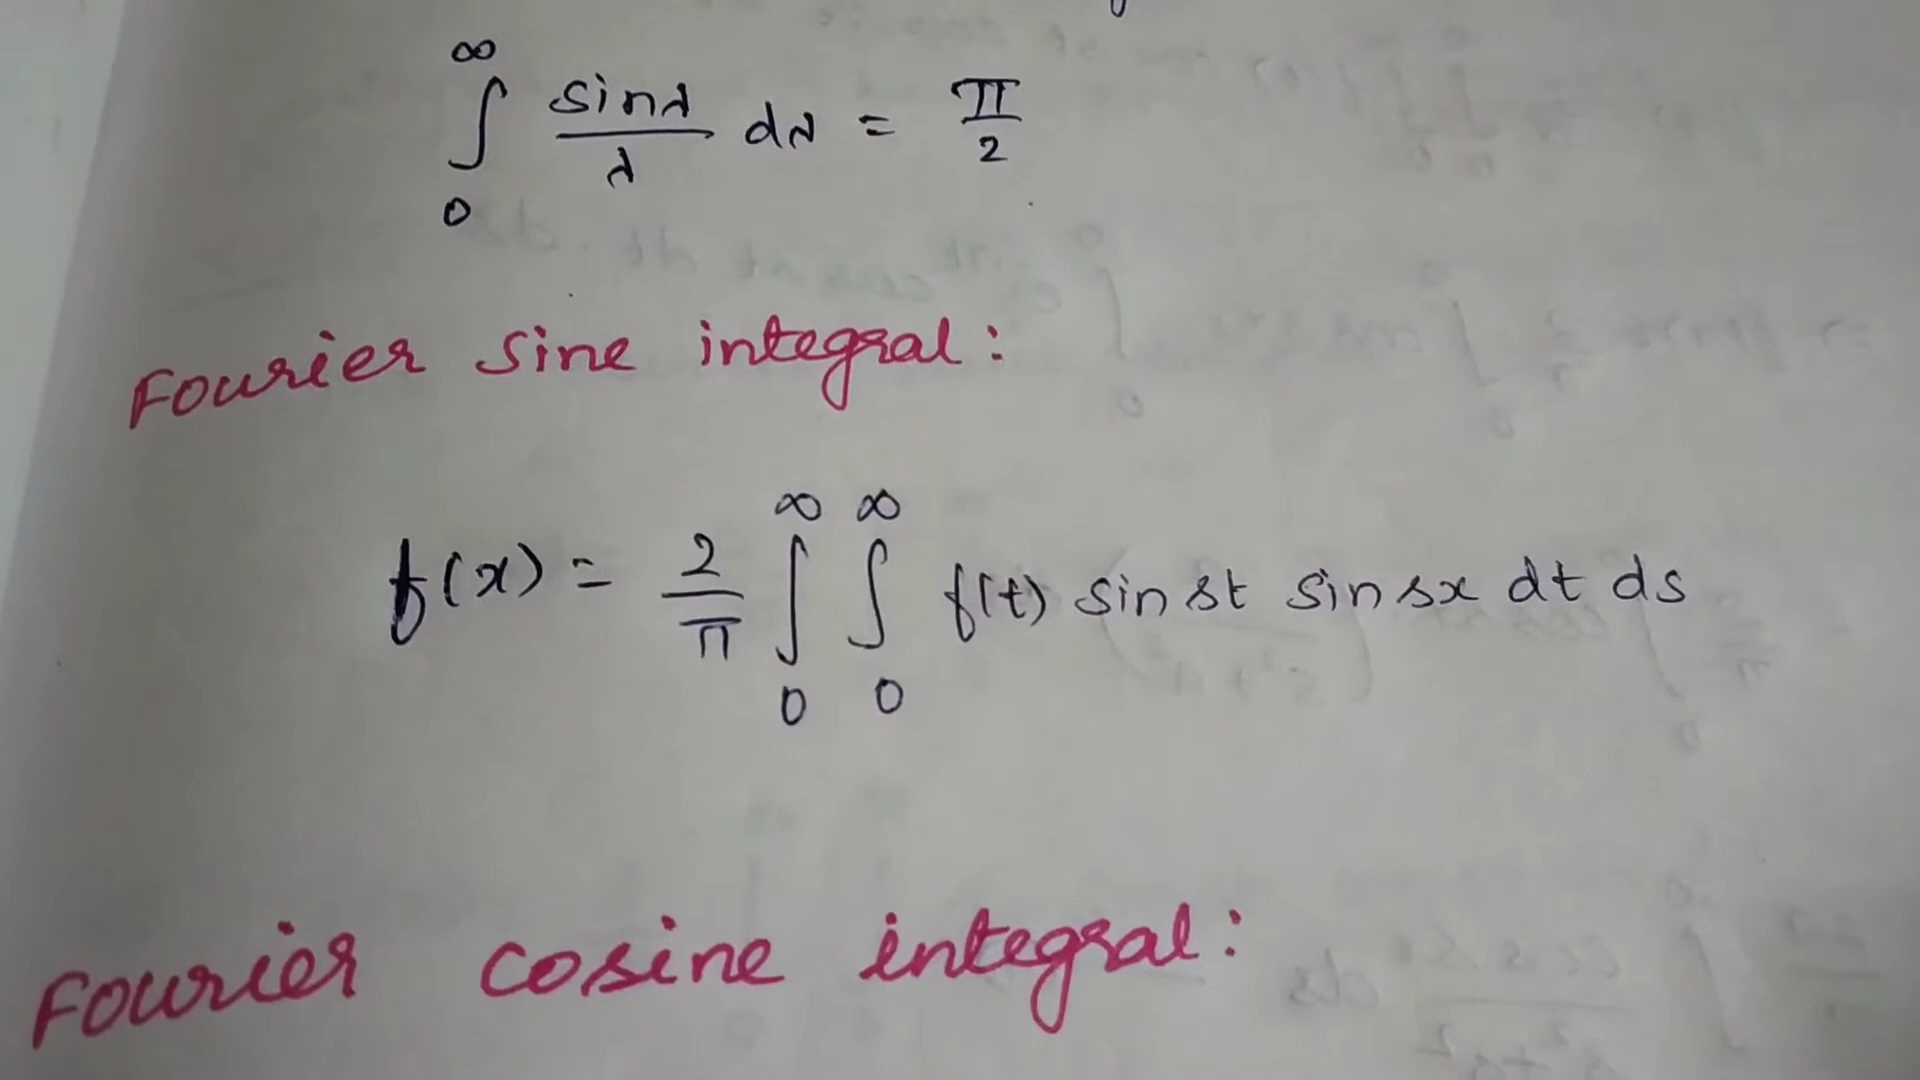 ∫₀^∞ sinλ/λ dλ = π/2
Fourier sine integral:
f(x) = 2/π ∫₀^∞ ∫₀^∞ f(t) sin st sin sx dt ds
Fourier cosine integral: